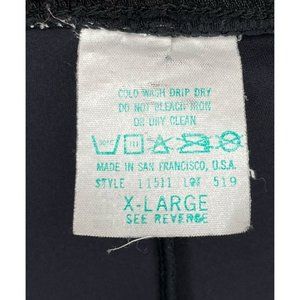 COLD WASH DRIP DRY
DO NOT BLEACH IRON
OR DRY CLEAN
MADE IN SAN FRANCISCO, U.S.A.
STYLE 11511 LOT 519
X-LARGE
SEE REVERSE